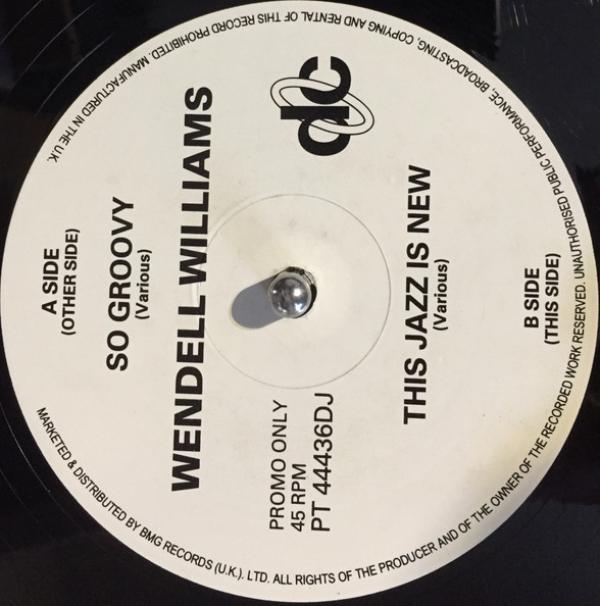 A SIDE
(OTHER SIDE)
SO GROOVY
(Various)
WENDELL WILLIAMS
PROMO ONLY
45 RPM
PT 44436DJ
dc
THIS JAZZ IS NEW
(Various)
B SIDE
(THIS SIDE)
MARKETED & DISTRIBUTED BY BMG RECORDS (U.K.). LTD. ALL RIGHTS OF THE PRODUCER AND OF THE OWNER OF THE RECORDED WORK RESERVED. UNAUTHORISED PUBLIC PERFORMANCE, BROADCASTING, COPYING AND RENTAL OF THIS RECORD PROHIBITED. MANUFACTURED IN THE U.K.